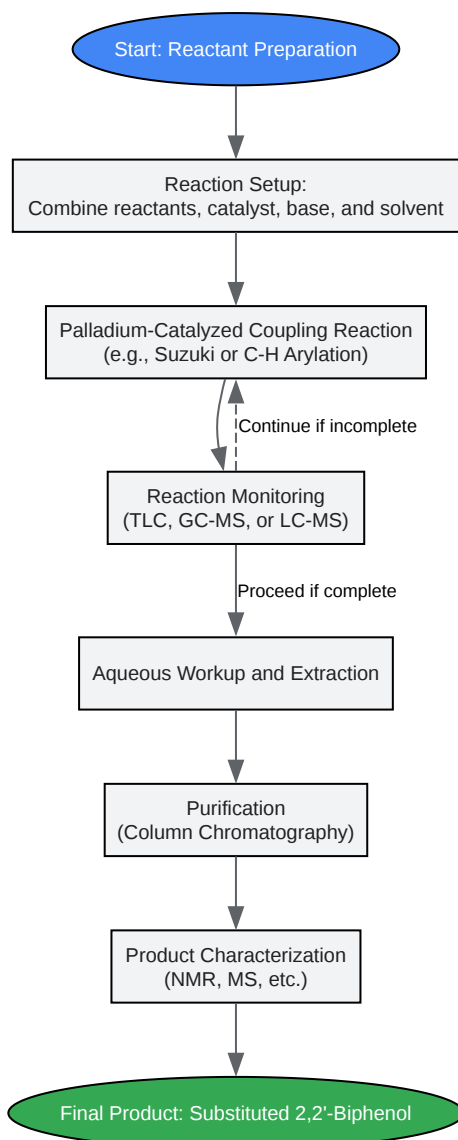 Start: Reactant Preparation
Reaction Setup:
Combine reactants, catalyst, base, and solvent
Palladium-Catalyzed Coupling Reaction
(e.g., Suzuki or C-H Arylation)
Continue if incomplete
Reaction Monitoring
(TLC, GC-MS, or LC-MS)
Proceed if complete
Aqueous Workup and Extraction
Purification
(Column Chromatography)
Product Characterization
(NMR, MS, etc.)
Final Product: Substituted 2,2'-Biphenol